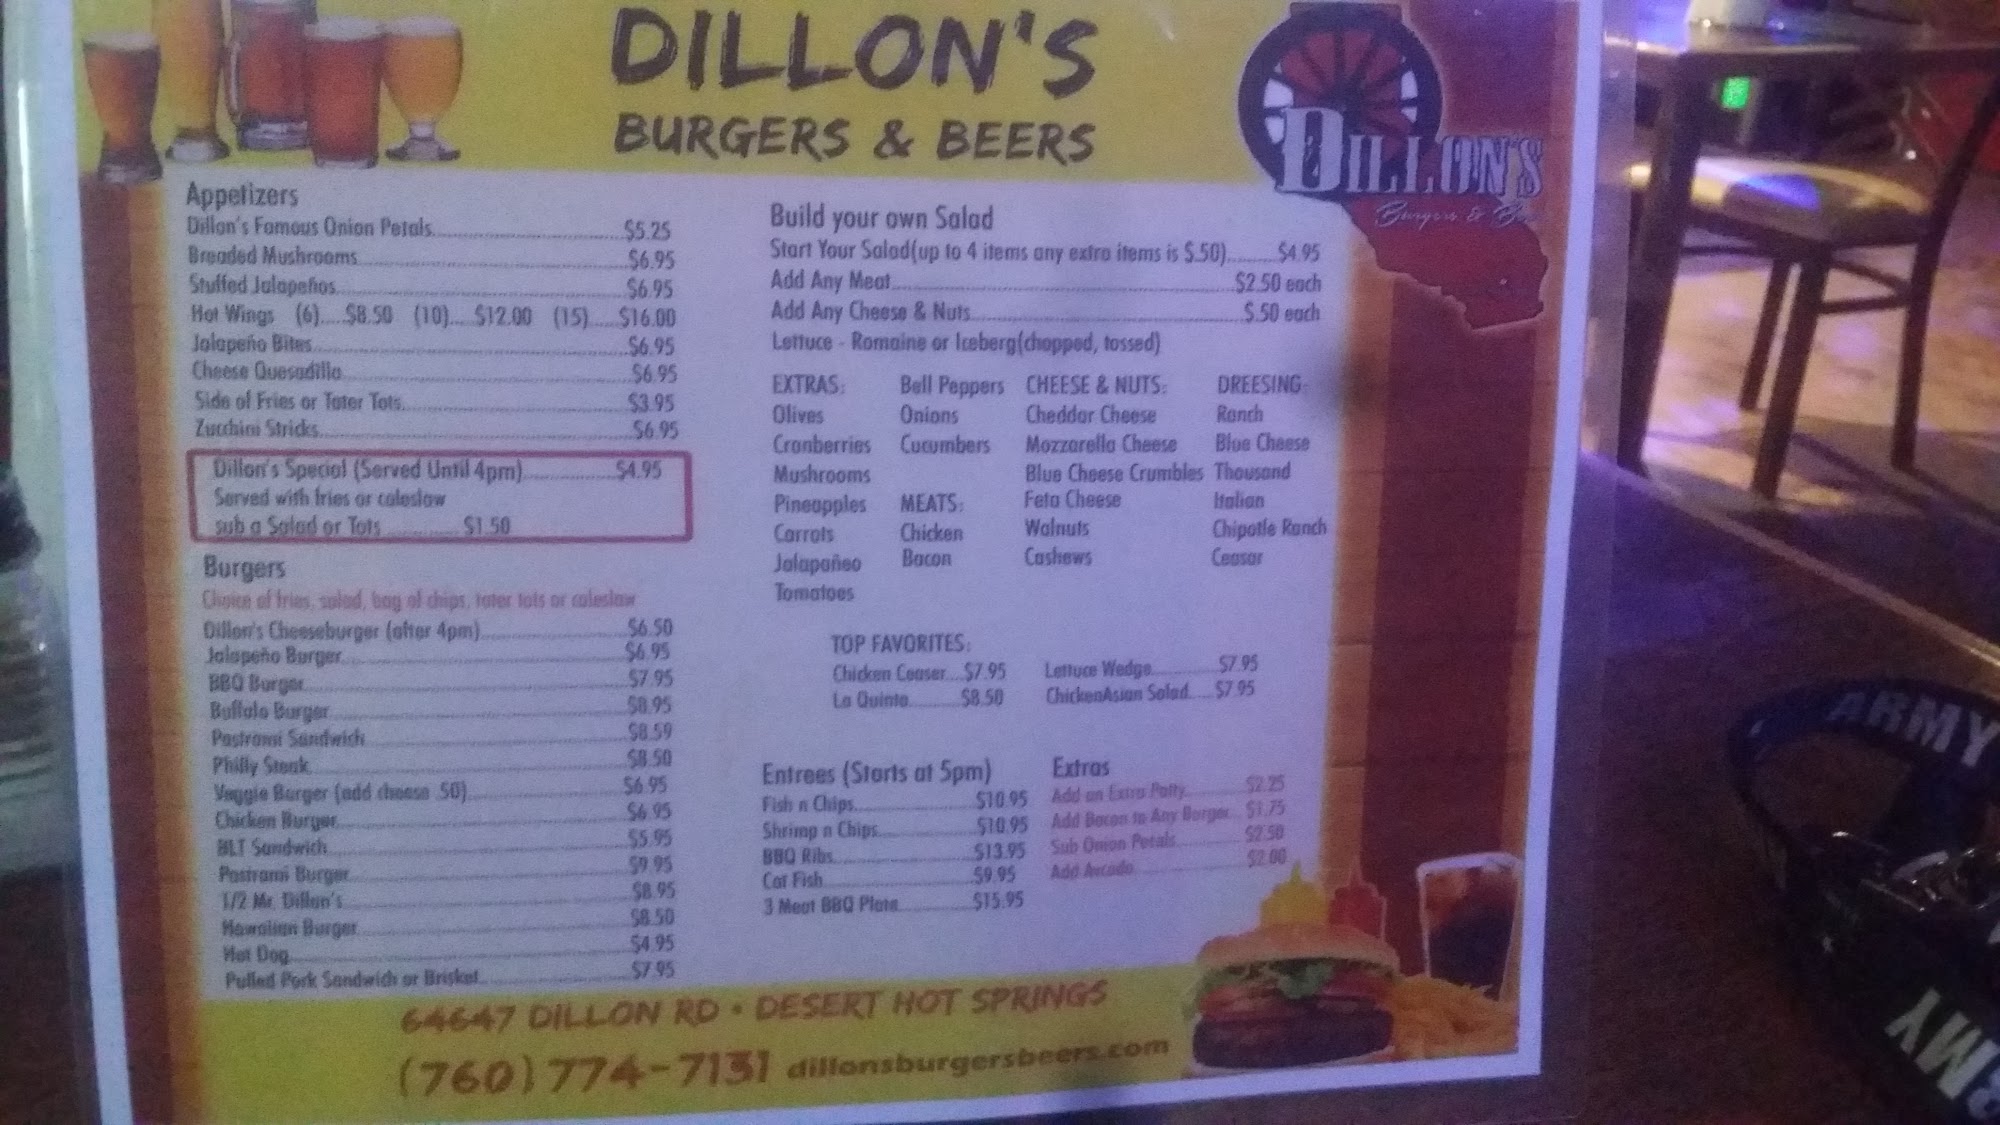 DILLON'S
BURGERS & BEERS
DILLON'S
Burgers &
Appetizers
Dillon's Famous Onion Petals $5.25
Breaded Mushrooms $6.95
Stuffed Jalapeños $6.95
Hot Wings (6)....$8.50 (10)....$12.00 (15).....$16.00
Jalapeño Bites $6.95
Cheese Quesadilla $6.95
Side of Fries or Tater Tots $3.95
Zucchini Stricks $6.95
Dillon's Special (Served Until 4pm) $4.95
Served with fries or coleslaw
sub a Salad or Tots $1.50
Burgers
Choice of fries, salad, bag of chips, tater tots or coleslaw
Dillon's Cheeseburger (after 4pm) $6.50
Jalapeño Burger $6.95
BBQ Burger $7.95
Buffalo Burger $8.95
Pastrami Sandwich $8.59
Philly Steak $8.50
Veggie Burger (add cheese .50) $6.95
Chicken Burger $6.95
BLT Sandwich $5.95
Pastrami Burger $9.95
1/2 Mr. Dillon's $8.95
Hawaiian Burger $8.50
Hot Dog $4.95
Pulled Pork Sandwich or Brisket $7.95
Build your own Salad
Start Your Salad(up to 4 items any extra items is $.50) $4.95
Add Any Meat $2.50 each
Add Any Cheese & Nuts $.50 each
Lettuce - Romaine or Iceberg(chopped, tossed)
EXTRAS:
Olives
Cranberries
Mushrooms
Pineapples
Carrots
Jalapañeo
Tomatoes
Bell Peppers
Onions
Cucumbers
MEATS:
Chicken
Bacon
CHEESE & NUTS:
Cheddar Cheese
Mozzarella Cheese
Blue Cheese Crumbles
Feta Cheese
Walnuts
Cashews
DREESING:
Ranch
Blue Cheese
Thousand
Italian
Chipotle Ranch
Ceasar
TOP FAVORITES:
Chicken Ceaser $7.95 Lettuce Wedge $7.95
La Quinta $8.50 ChickenAsian Salad $7.95
Entrees (Starts at 5pm)
Fish n Chips $10.95
Shrimp n Chips $10.95
BBQ Ribs $13.95
Cat Fish $9.95
3 Meat BBQ Plate $15.95
Extras
Add an Extra Patty $2.25
Add Bacon to Any Burger $1.75
Sub Onion Petals $2.50
Add Avcado $2.00
64647 DILLON RD • DESERT HOT SPRINGS
(760) 774-7131 dillonsburgersbeers.com
ARMY